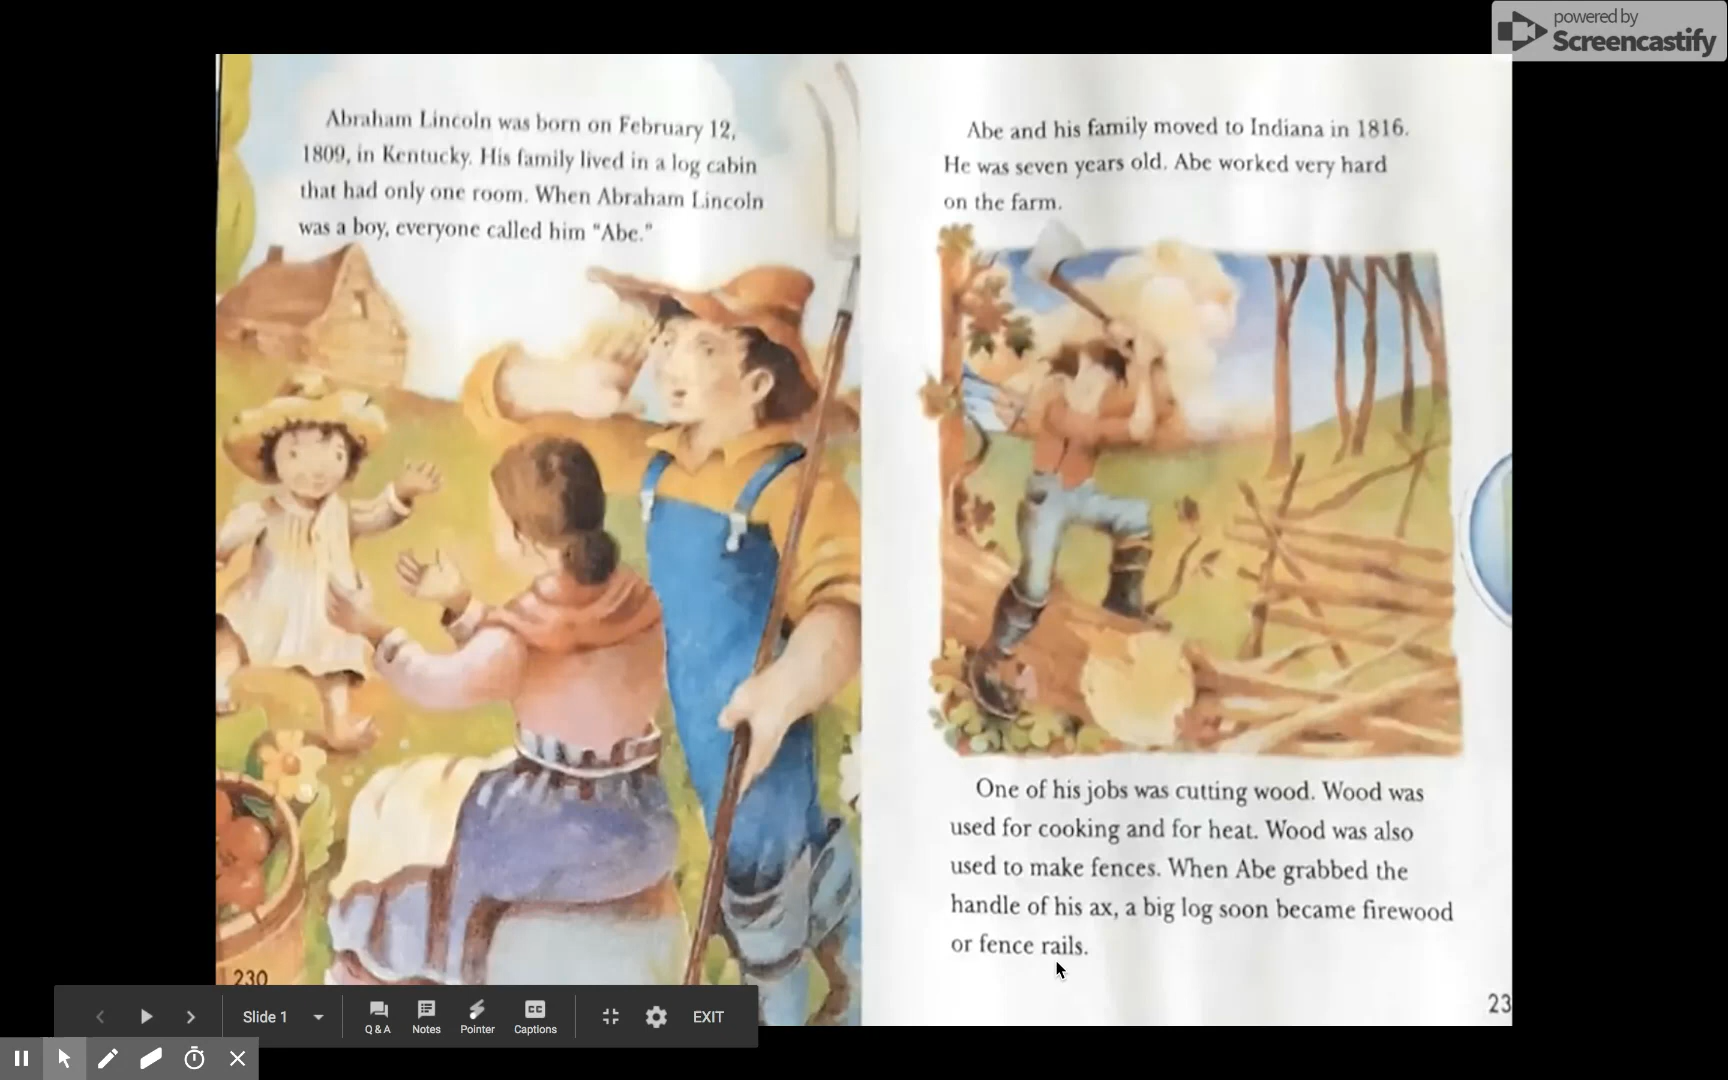 powered by
Screencastify
Abraham Lincoln was born on February 12,
1809, in Kentucky. His family lived in a log cabin
that had only one room. When Abraham Lincoln
was a boy, everyone called him "Abe."
230
Abe and his family moved to Indiana in 1816.
He was seven years old. Abe worked very hard
on the farm.
One of his jobs was cutting wood. Wood was
used for cooking and for heat. Wood was also
used to make fences. When Abe grabbed the
handle of his ax, a big log soon became firewood
or fence rails.
23
Slide 1
Q & A
Notes
Pointer
CC
Captions
EXIT